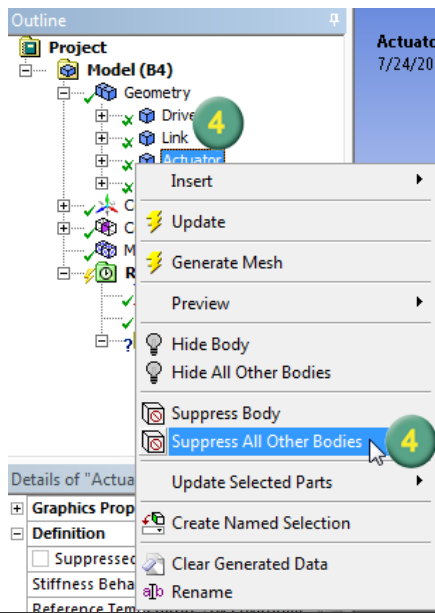 Outline
Project
Model (B4)
Geometry
Drive
4
Link
Actuator
Actuato
7/24/20
Insert
C
Update
C
M
Generate Mesh
R
Preview
?
Hide Body
Hide All Other Bodies
Suppress Body
Suppress All Other Bodies
4
Details of "Actua
Update Selected Parts
Graphics Prop
Create Named Selection
Definition
Suppressed
Clear Generated Data
Stiffness Beha
Rename